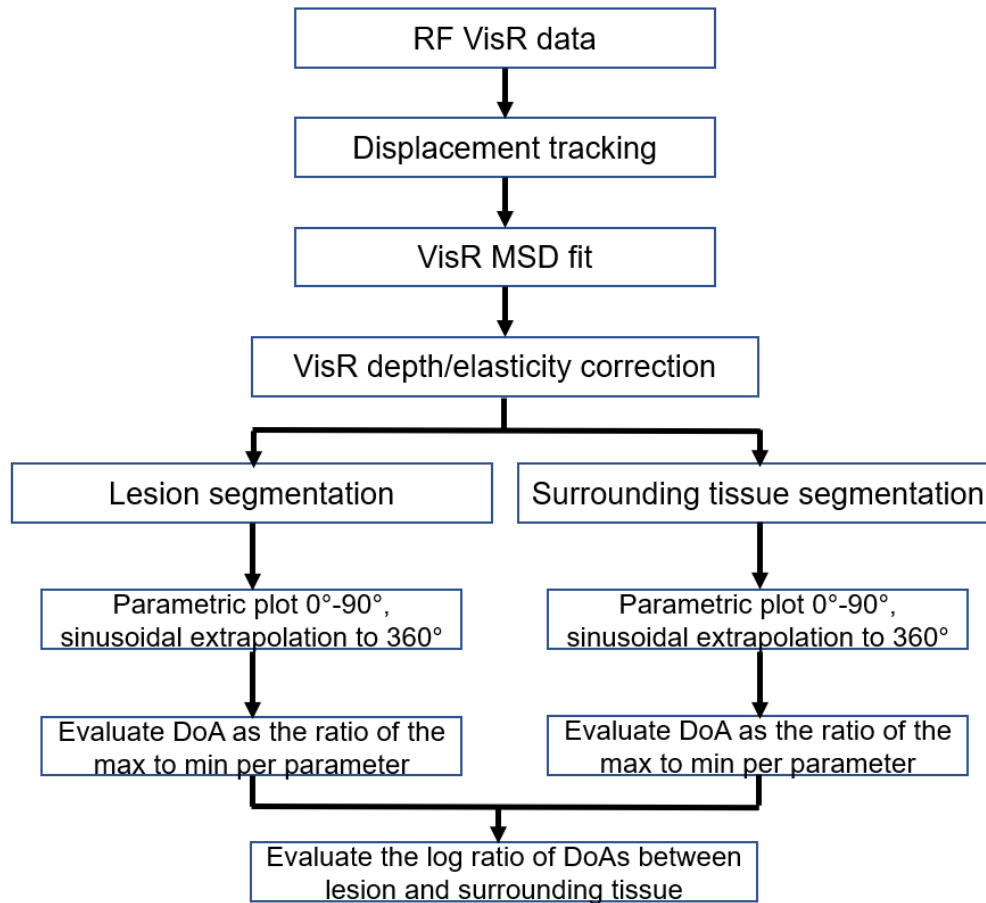 RF VisR data
Displacement tracking
VisR MSD fit
VisR depth/elasticity correction
Lesion segmentation
Surrounding tissue segmentation
Parametric plot 0°-90°,
sinusoidal extrapolation to 360°
Parametric plot 0°-90°,
sinusoidal extrapolation to 360°
Evaluate DoA as the ratio of the
max to min per parameter
Evaluate DoA as the ratio of the
max to min per parameter
Evaluate the log ratio of DoAs between
lesion and surrounding tissue